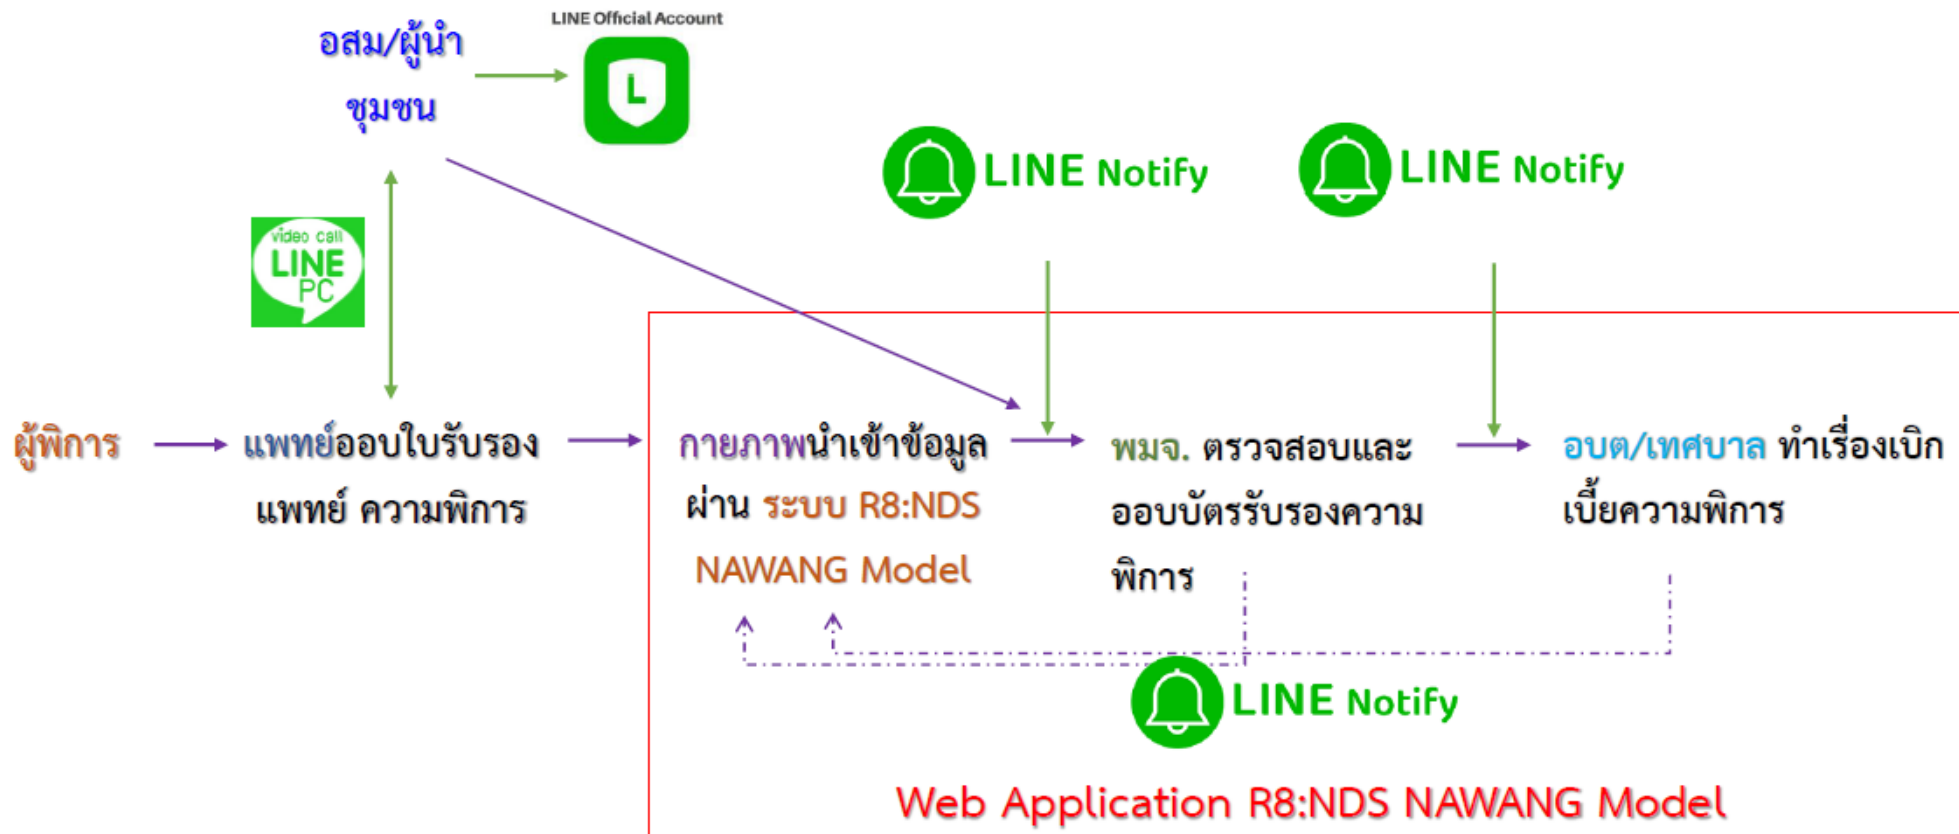 LINE Official Account
อสม/ผู้นำ
ชุมชน
L
LINE Notify
LINE Notify
video call
LINE
PC
ผู้พิการ
แพทย์ออบใบรับรอง
แพทย์ ความพิการ
กายภาพนำเข้าข้อมูล
ผ่าน ระบบ R8:NDS
NAWANG Model
พมจ. ตรวจสอบและ
ออบบัตรรับรองความ
พิการ
อบต/เทศบาล ทำเรื่องเบิก
เบี้ยความพิการ
LINE Notify
Web Application R8:NDS NAWANG Model